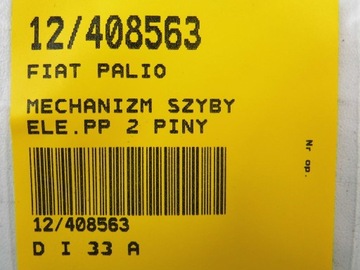 12/408563
FIAT PALIO
MECHANIZM SZYBY
ELE.PP 2 PINY
Nr op.
12/408563
D I 33 A